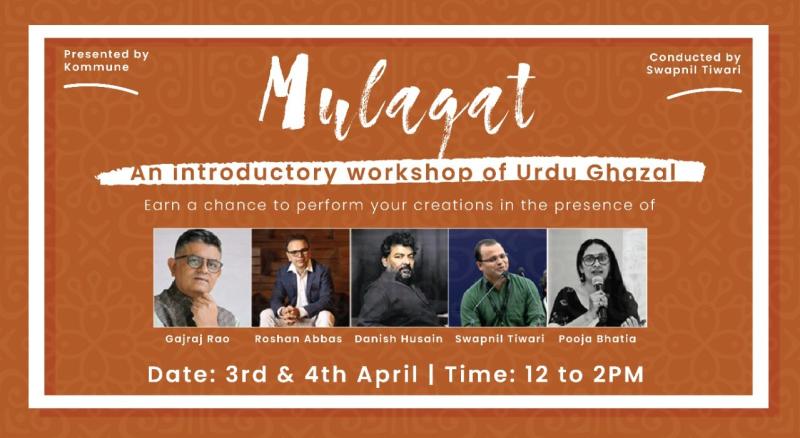 Presented by
Kommune
Conducted by
Swapnil Tiwari
Mulaqat
An introductory workshop of Urdu Ghazal
Earn a chance to perform your creations in the presence of
Gajraj Rao
Roshan Abbas
Danish Husain
Swapnil Tiwari
Pooja Bhatia
Date: 3rd & 4th April | Time: 12 to 2PM